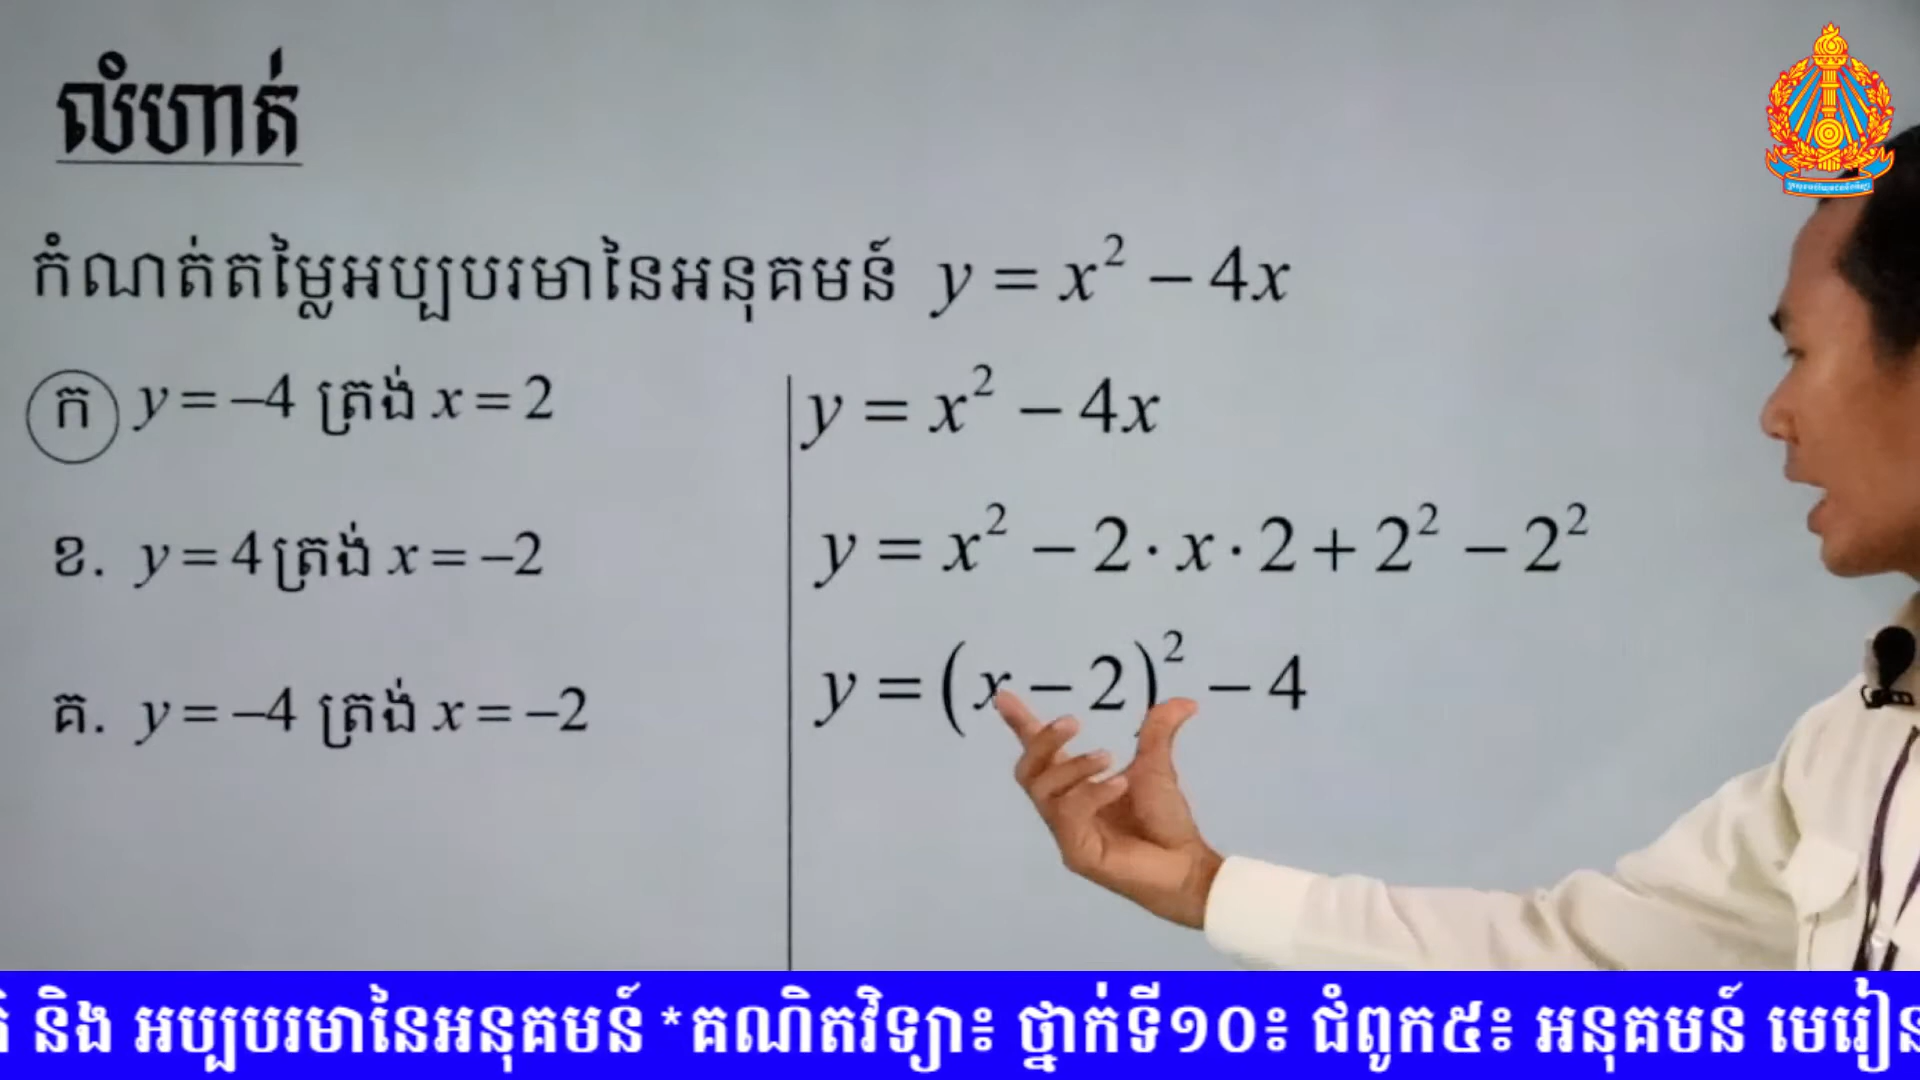 លំហាត់
កំណត់តម្លៃអប្បបរមានៃអនុគមន៍ y = x² − 4x
ក y = −4 ត្រង់ x = 2
ខ. y = 4 ត្រង់ x = −2
គ. y = −4 ត្រង់ x = −2
y = x² − 4x
y = x² − 2 · x · 2 + 2² − 2²
y = (x − 2)² − 4
និង អប្បបរមានៃអនុគមន៍ *គណិតវិទ្យា៖ ថ្នាក់ទី១០៖ ជំពូក៥៖ អនុគមន៍ មេរៀន